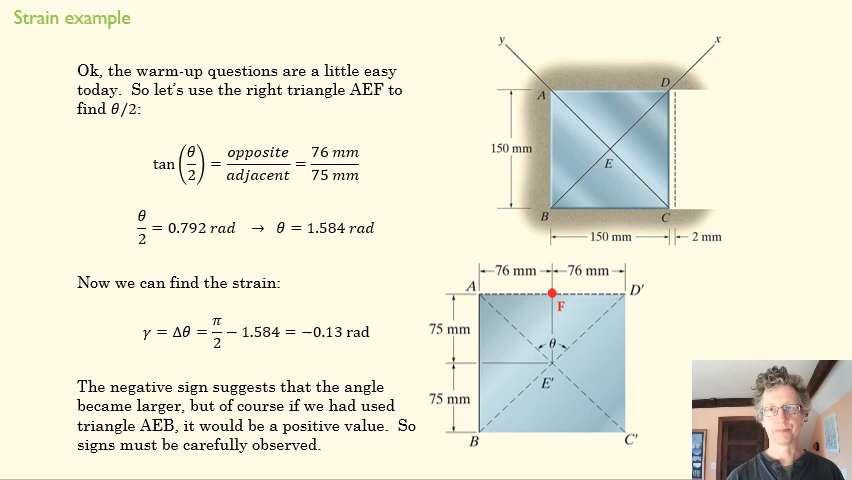 Strain example
Ok, the warm-up questions are a little easy
today. So let's use the right triangle AEF to
find θ/2:
tan(θ/2) = opposite/adjacent = 76 mm/75 mm
θ/2 = 0.792 rad → θ = 1.584 rad
Now we can find the strain:
γ = Δθ = π/2 − 1.584 = −0.13 rad
The negative sign suggests that the angle
became larger, but of course if we had used
triangle AEB, it would be a positive value. So
signs must be carefully observed.
y
x
A
D
150 mm
E
B
C
150 mm
2 mm
76 mm
76 mm
A
D'
F
75 mm
θ
E'
75 mm
B
C'